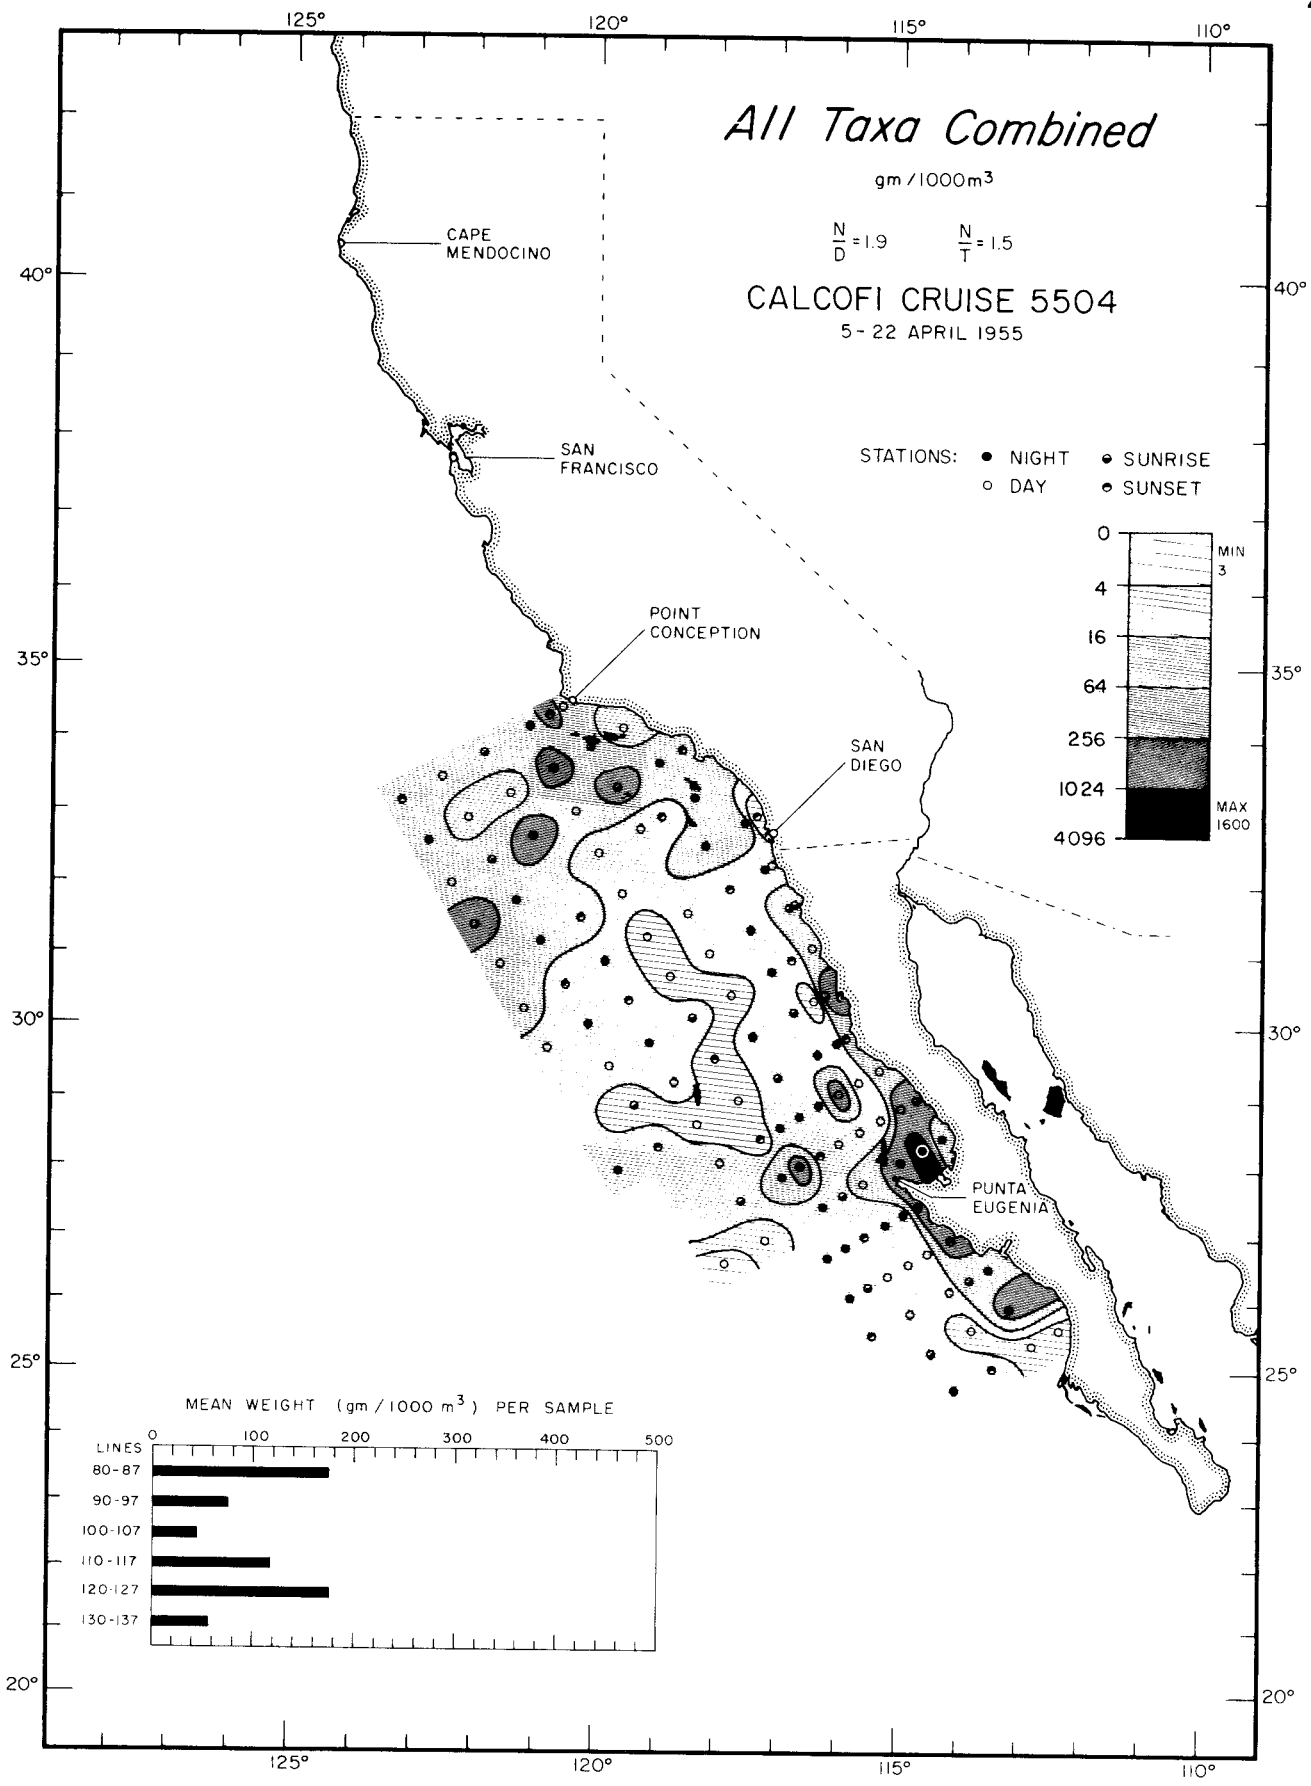 125° 120° 115° 110°
All Taxa Combined
gm/1000m³
N/D = 1.9 N/T = 1.5
CALCOFI CRUISE 5504
5-22 APRIL 1955
CAPE
MENDOCINO
40° 40°
SAN
FRANCISCO
STATIONS: NIGHT SUNRISE
DAY SUNSET
0
MIN
3
4
16
64
256
1024
MAX
1600
4096
POINT
CONCEPTION
35° 35°
SAN
DIEGO
30° 30°
PUNTA
EUGENIA
25° 25°
MEAN WEIGHT (gm/1000 m³) PER SAMPLE
LINES 0 100 200 300 400 500
80-87
90-97
100-107
110-117
120-127
130-137
20° 20°
125° 120° 115° 110°